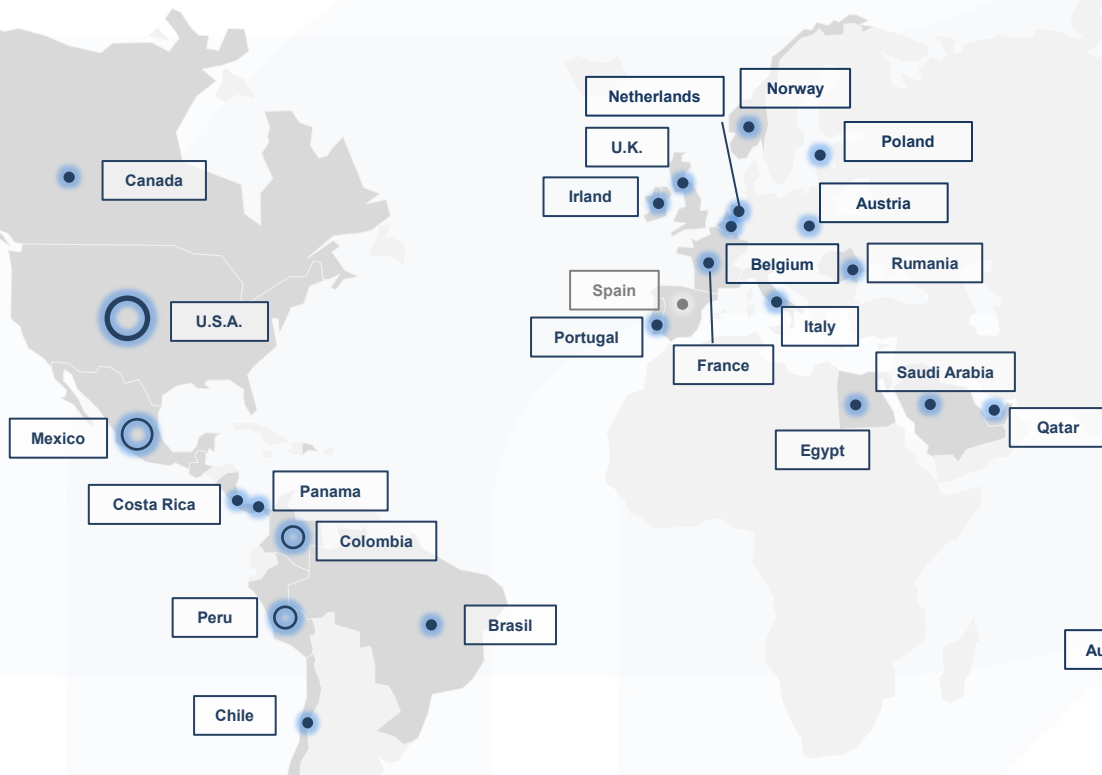 Norway
Netherlands
Poland
U.K.
Canada
Irland
Austria
Belgium
Rumania
Spain
U.S.A.
Italy
Portugal
France
Saudi Arabia
Mexico
Qatar
Egypt
Panama
Costa Rica
Colombia
Peru
Brasil
Au
Chile